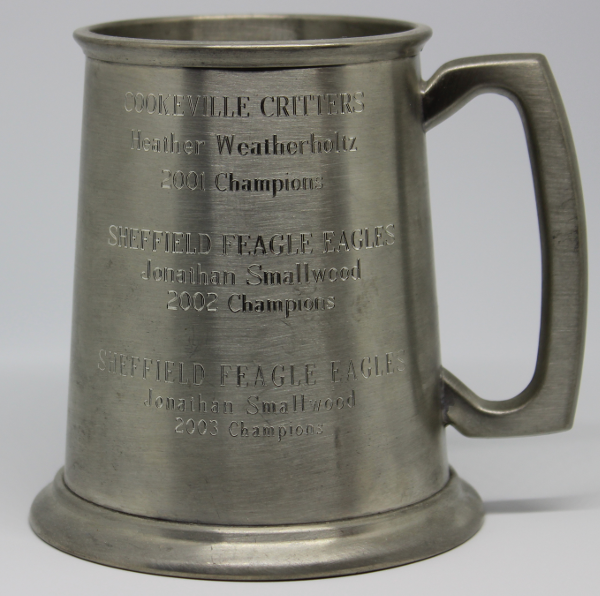 COOKEVILLE CRITTERS
Heather Weatherholtz
2001 Champions
SHEFFIELD FEAGLE EAGLES
Jonathan Smallwood
2002 Champions
SHEFFIELD FEAGLE EAGLES
Jonathan Smallwood
2003 Champions